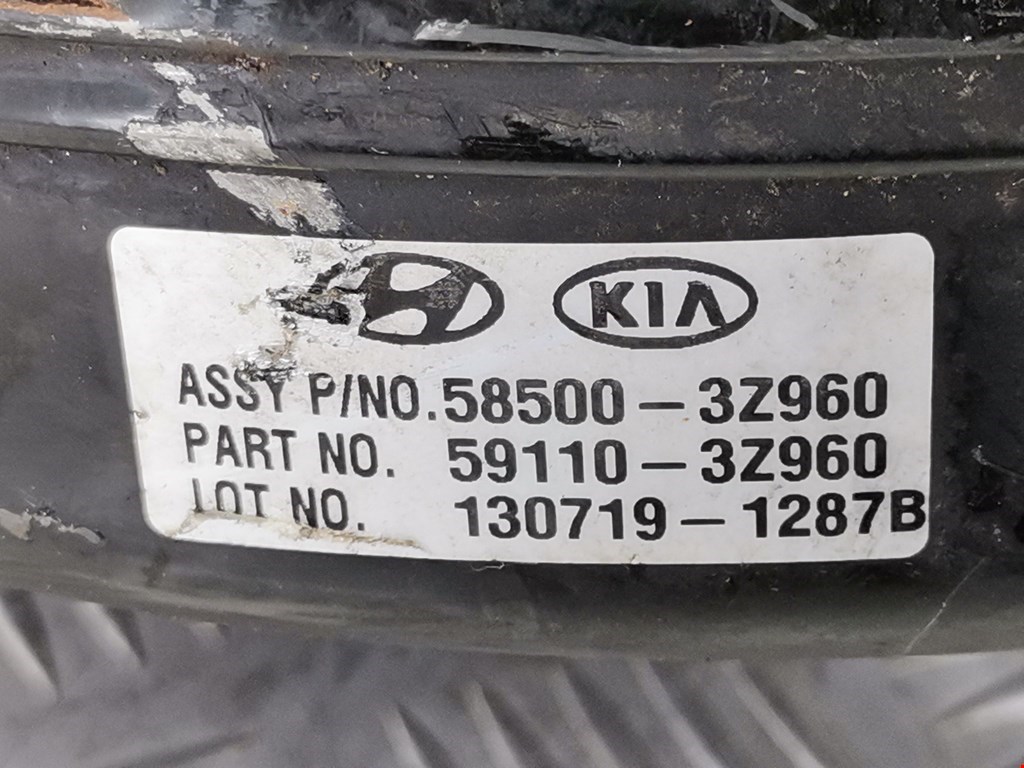 KIA
ASSY P/NO. 58500-3Z960
PART NO. 59110-3Z960
LOT NO. 130719-1287B